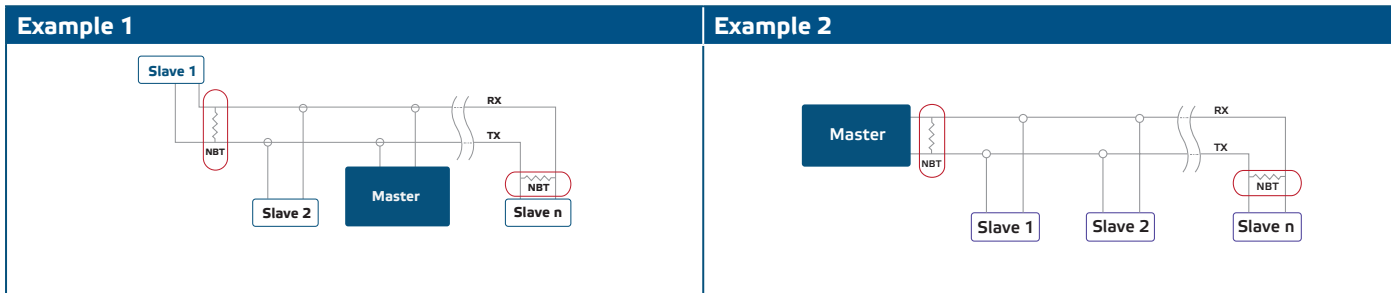 Example 1
Slave 1
RX
TX
NBT
NBT
Master
Slave 2
Slave n
Example 2
RX
Master
TX
NBT
NBT
Slave 1
Slave 2
Slave n